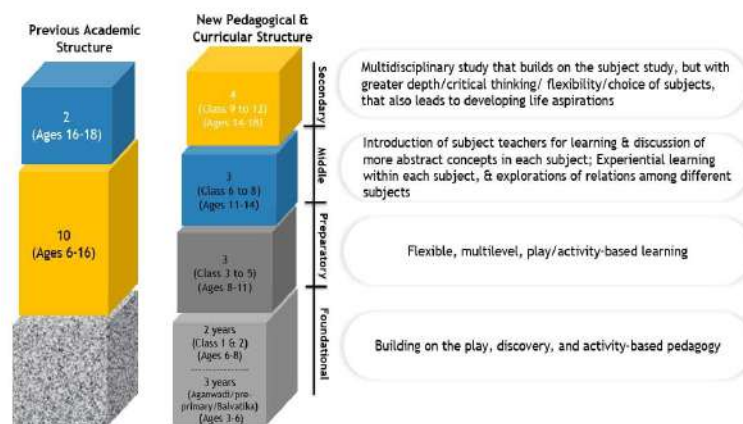 Previous Academic
Structure
New Pedagogical &
Curricular Structure
2
(Ages 16-18)
10
(Ages 6-16)
4
(Class 9 to 12)
(Ages 14-18)
3
(Class 6 to 8)
(Ages 11-14)
3
(Class 3 to 5)
(Ages 8-11)
2 years
(Class 1 & 2)
(Ages 6-8)
3 years
(Aganwadi/pre-
primary/Balvatika)
(Ages 3-6)
Secondary
Middle
Preparatory
Foundational
Multidisciplinary study that builds on the subject study, but with
greater depth/critical thinking/ flexibility/choice of subjects,
that also leads to developing life aspirations
Introduction of subject teachers for learning & discussion of
more abstract concepts in each subject; Experiential learning
within each subject, & explorations of relations among different
subjects
Flexible, multilevel, play/activity-based learning
Building on the play, discovery, and activity-based pedagogy